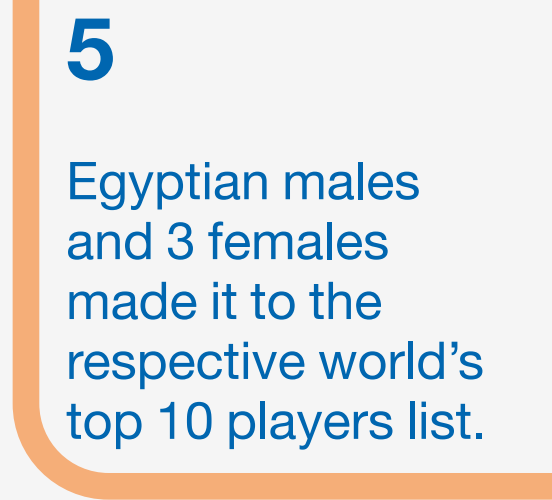 5
Egyptian males
and 3 females
made it to the
respective world’s
top 10 players list.